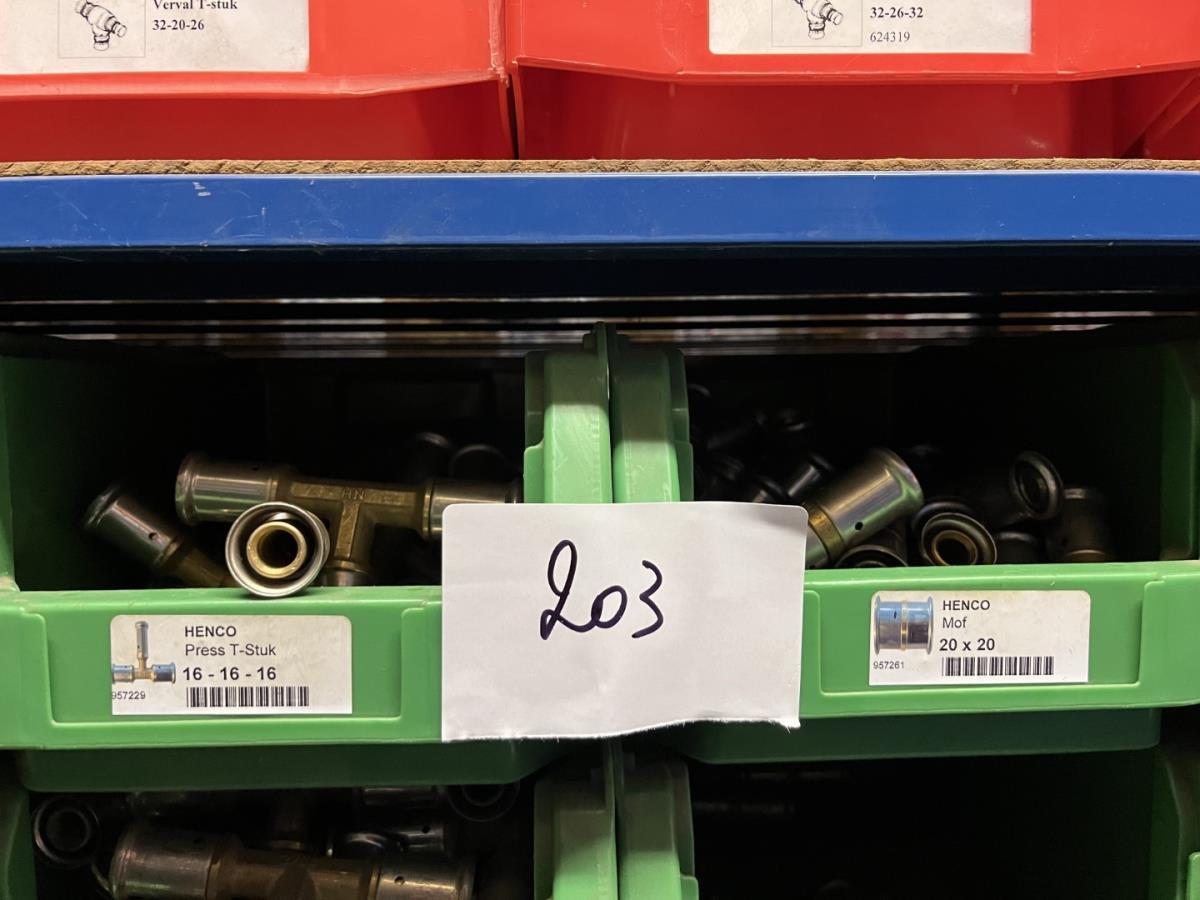 Verval T-stuk
32-20-26
32-26-32
624319
HN
203
HENCO
Press T-Stuk
16 - 16 - 16
957229
HENCO
Mof
20 x 20
957261